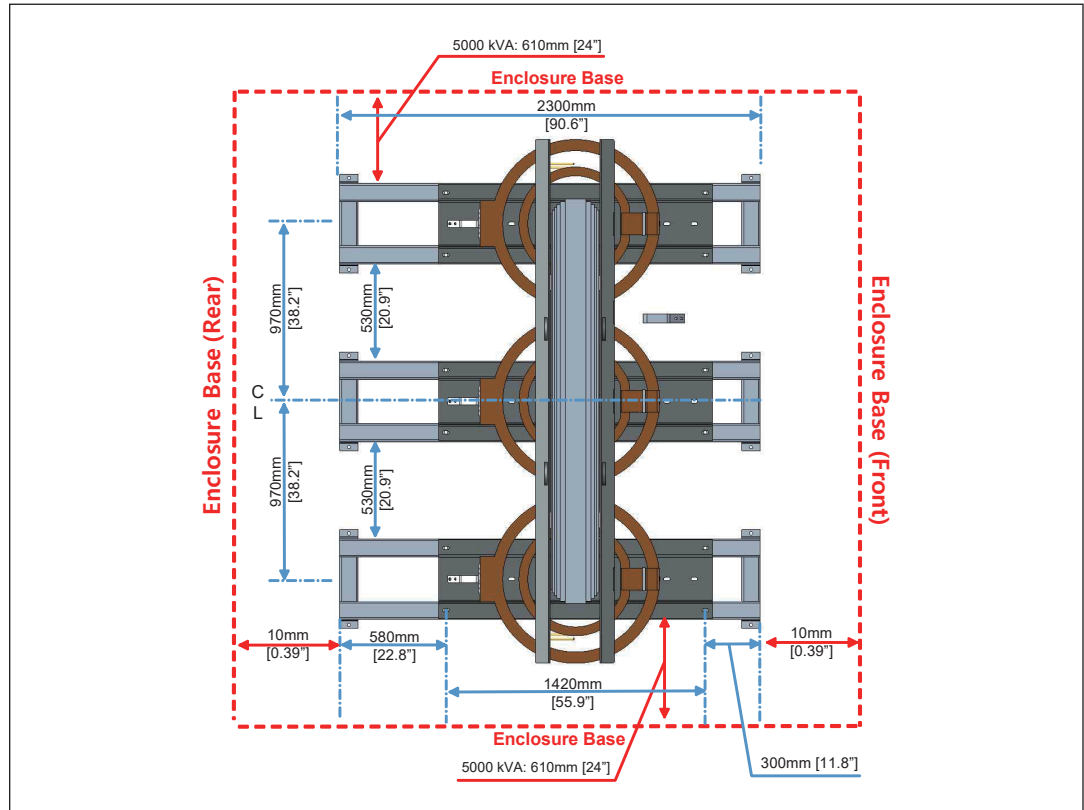 5000 kVA: 610mm [24”]
Enclosure Base
2300mm
[90.6”]
Enclosure Base (Rear)
970mm
[38.2”]
530mm
[20.9”]
C
L
970mm
[38.2”]
530mm
[20.9”]
Enclosure Base (Front)
10mm
[0.39”]
580mm
[22.8”]
10mm
[0.39”]
1420mm
[55.9”]
Enclosure Base
5000 kVA: 610mm [24”]
300mm [11.8”]